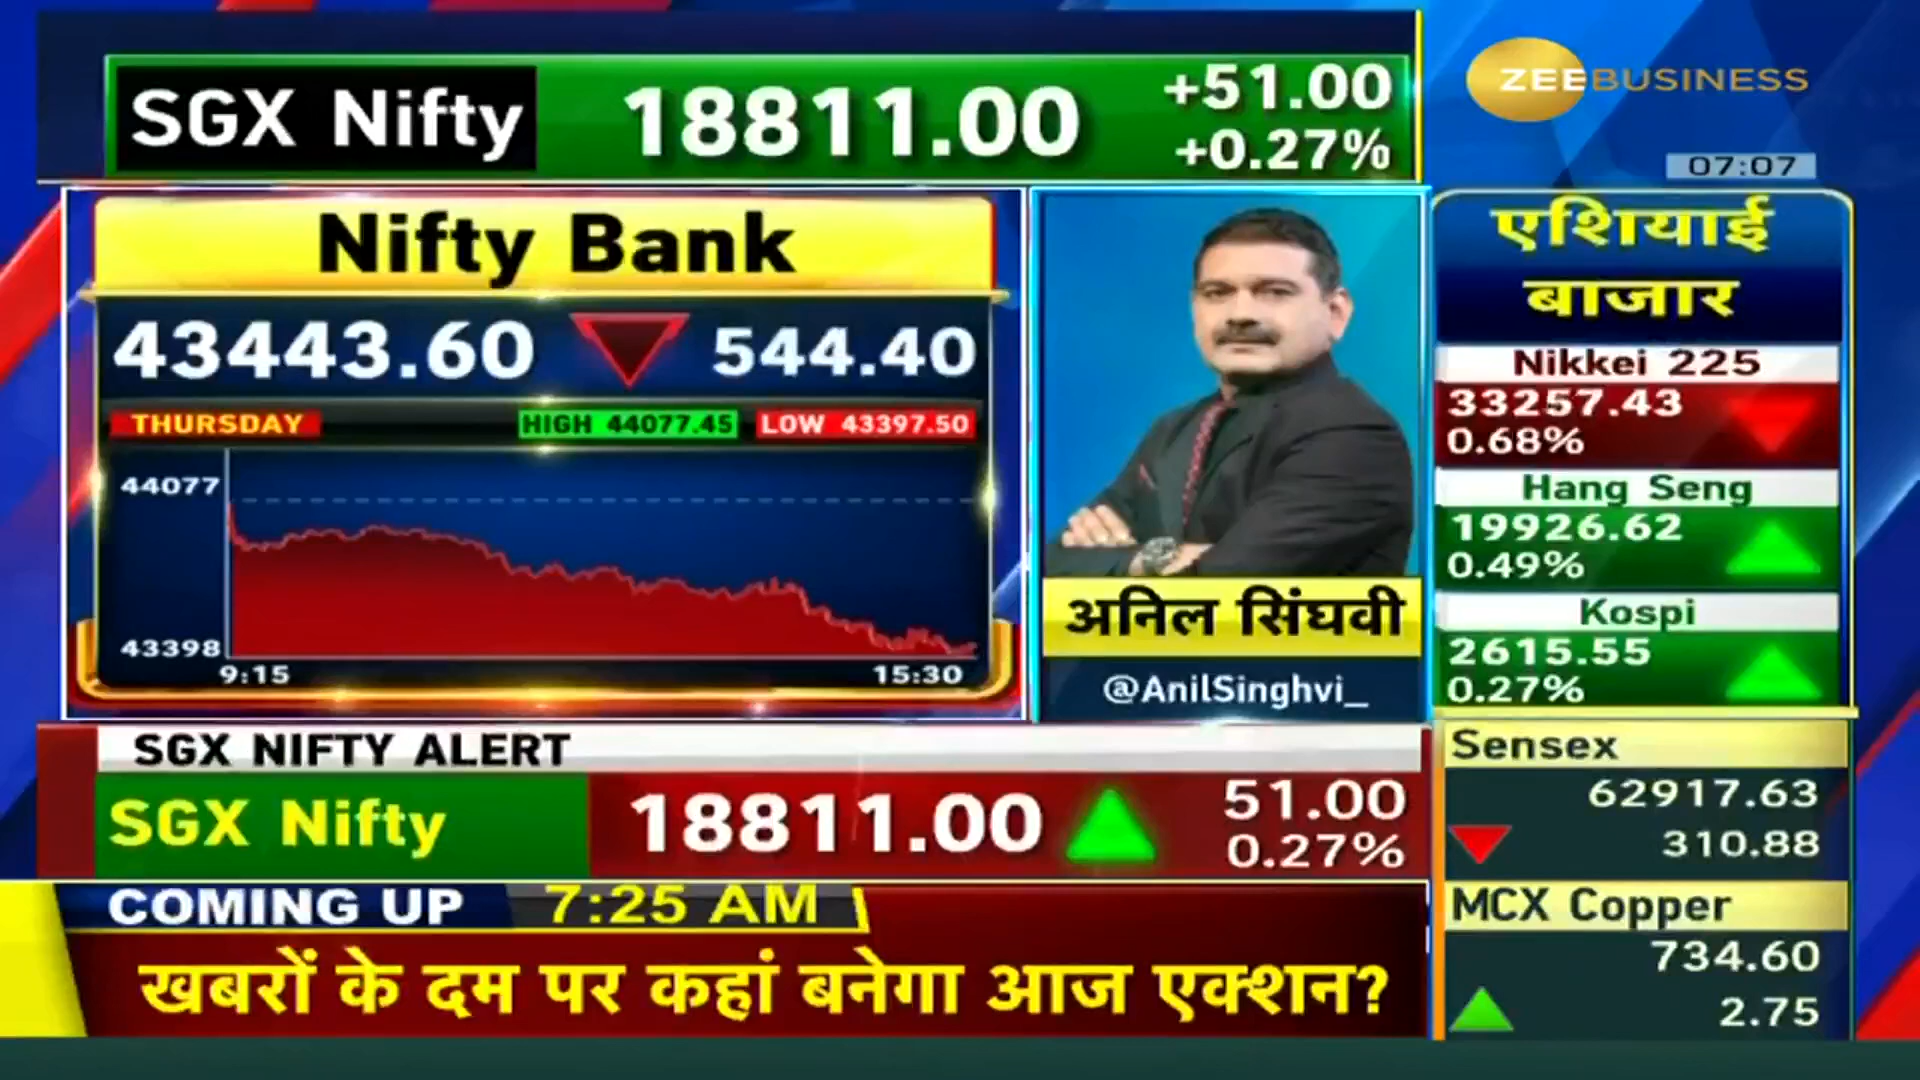 SGX Nifty
18811.00
+51.00
+0.27%
ZEEBUSINESS
07:07
Nifty Bank
43443.60
544.40
THURSDAY
HIGH 44077.45
LOW 43397.50
44077
43398
9:15
15:30
अनिल सिंघवी
@AnilSinghvi_
एशियाई
बाजार
Nikkei 225
33257.43
0.68%
Hang Seng
19926.62
0.49%
Kospi
2615.55
0.27%
SGX NIFTY ALERT
SGX Nifty
18811.00
51.00
0.27%
Sensex
62917.63
310.88
MCX Copper
734.60
2.75
COMING UP 7:25 AM
खबरों के दम पर कहां बनेगा आज एक्शन?